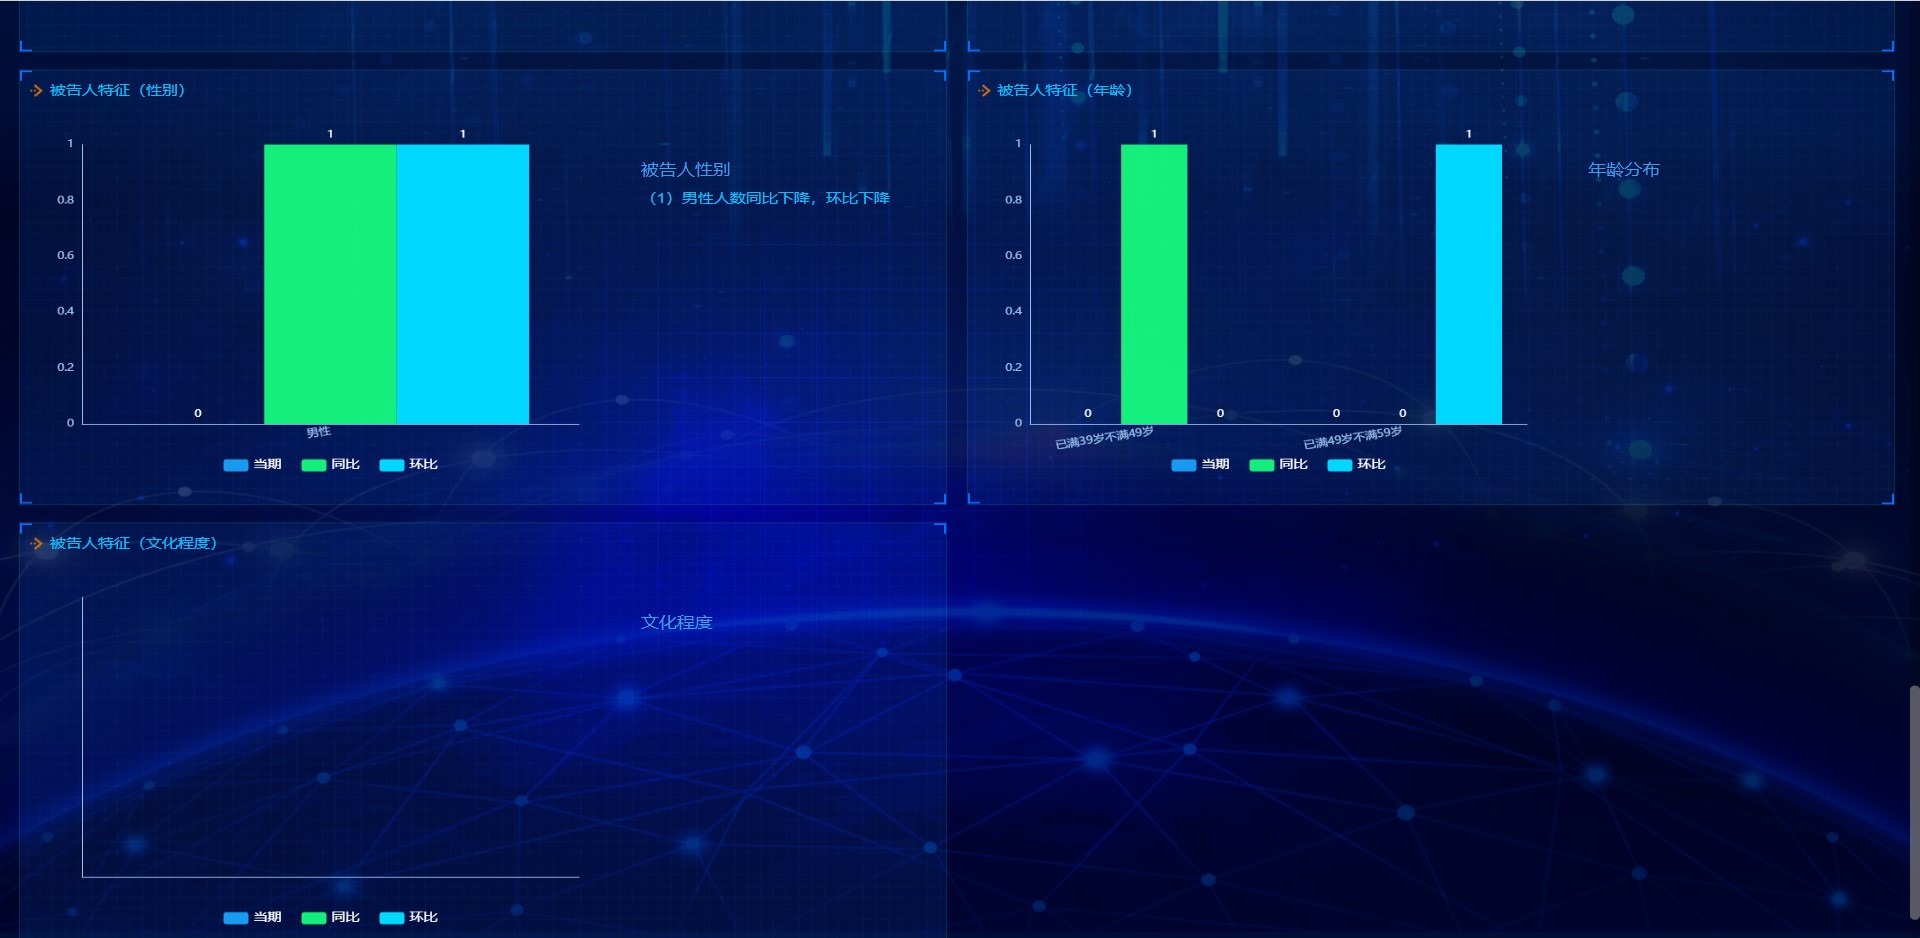 被告人特征（性别）
1
0.8
0.6
0.4
0.2
0
0
1
1
男性
当期 同比 环比
被告人性别
（1）男性人数同比下降，环比下降
被告人特征（年龄）
1
0.8
0.6
0.4
0.2
0
0
1
0
0
0
1
已满39岁不满49岁
已满49岁不满59岁
当期 同比 环比
年龄分布
被告人特征（文化程度）
文化程度
当期 同比 环比